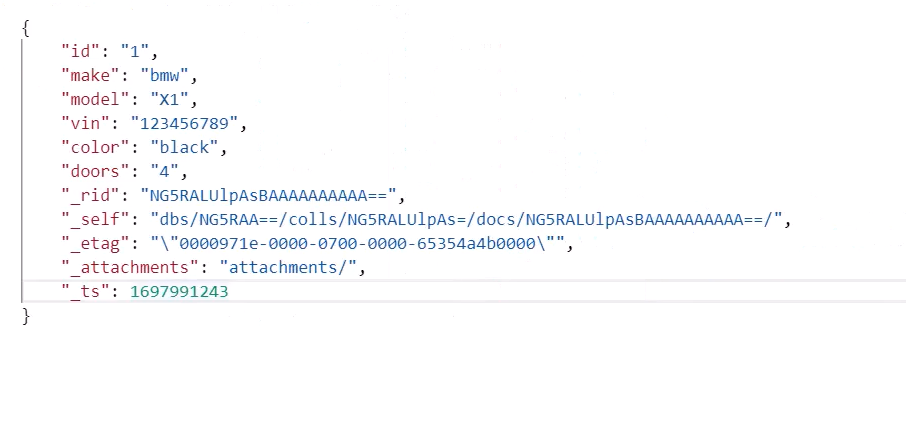 {
    "id": "1",
    "make": "bmw",
    "model": "X1",
    "vin": "123456789",
    "color": "black",
    "doors": "4",
    "_rid": "NG5RALUlpAsBAAAAAAAAAA==",
    "_self": "dbs/NG5RAA==/colls/NG5RALUlpAs=/docs/NG5RALUlpAsBAAAAAAAAAA==/",
    "_etag": "\"0000971e-0000-0700-0000-65354a4b0000\"",
    "_attachments": "attachments/",
    "_ts": 1697991243
}